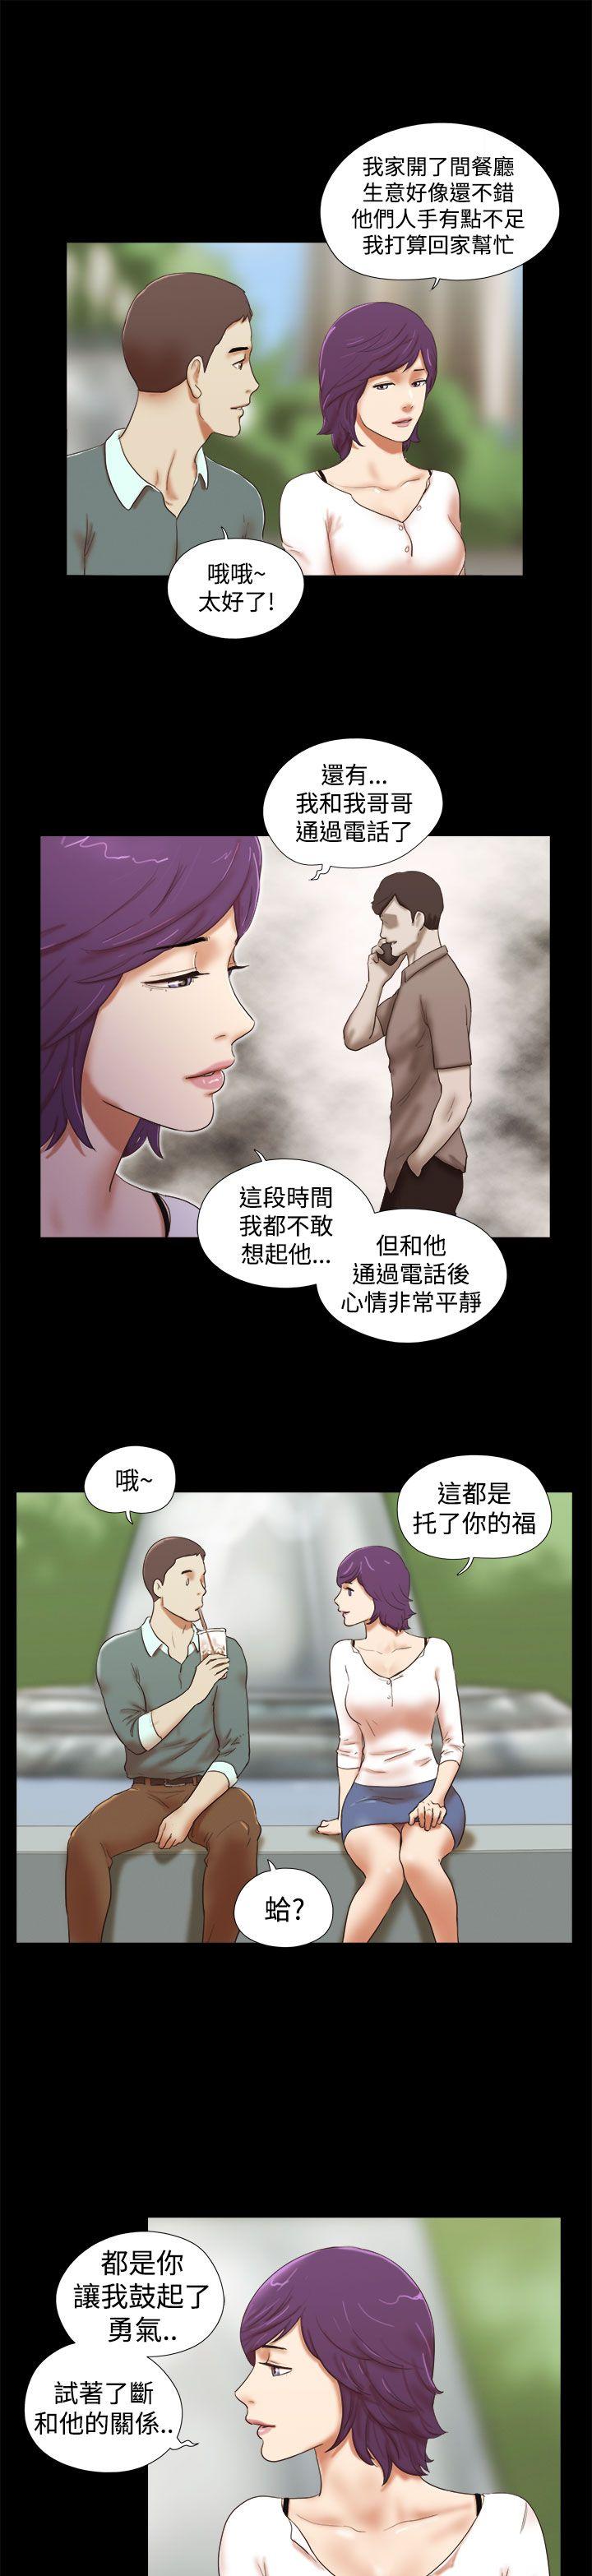 我家開了間餐廳
生意好像還不錯
他們人手有點不足
我打算回家幫忙
哦哦~
太好了!
還有...
我和我哥哥
通過電話了
這段時間
我都不敢
想起他...
但和他
通過電話後
心情非常平靜
哦~
這都是
托了你的福
蛤?
都是你
讓我鼓起了
勇氣..
試著了斷
和他的關係..